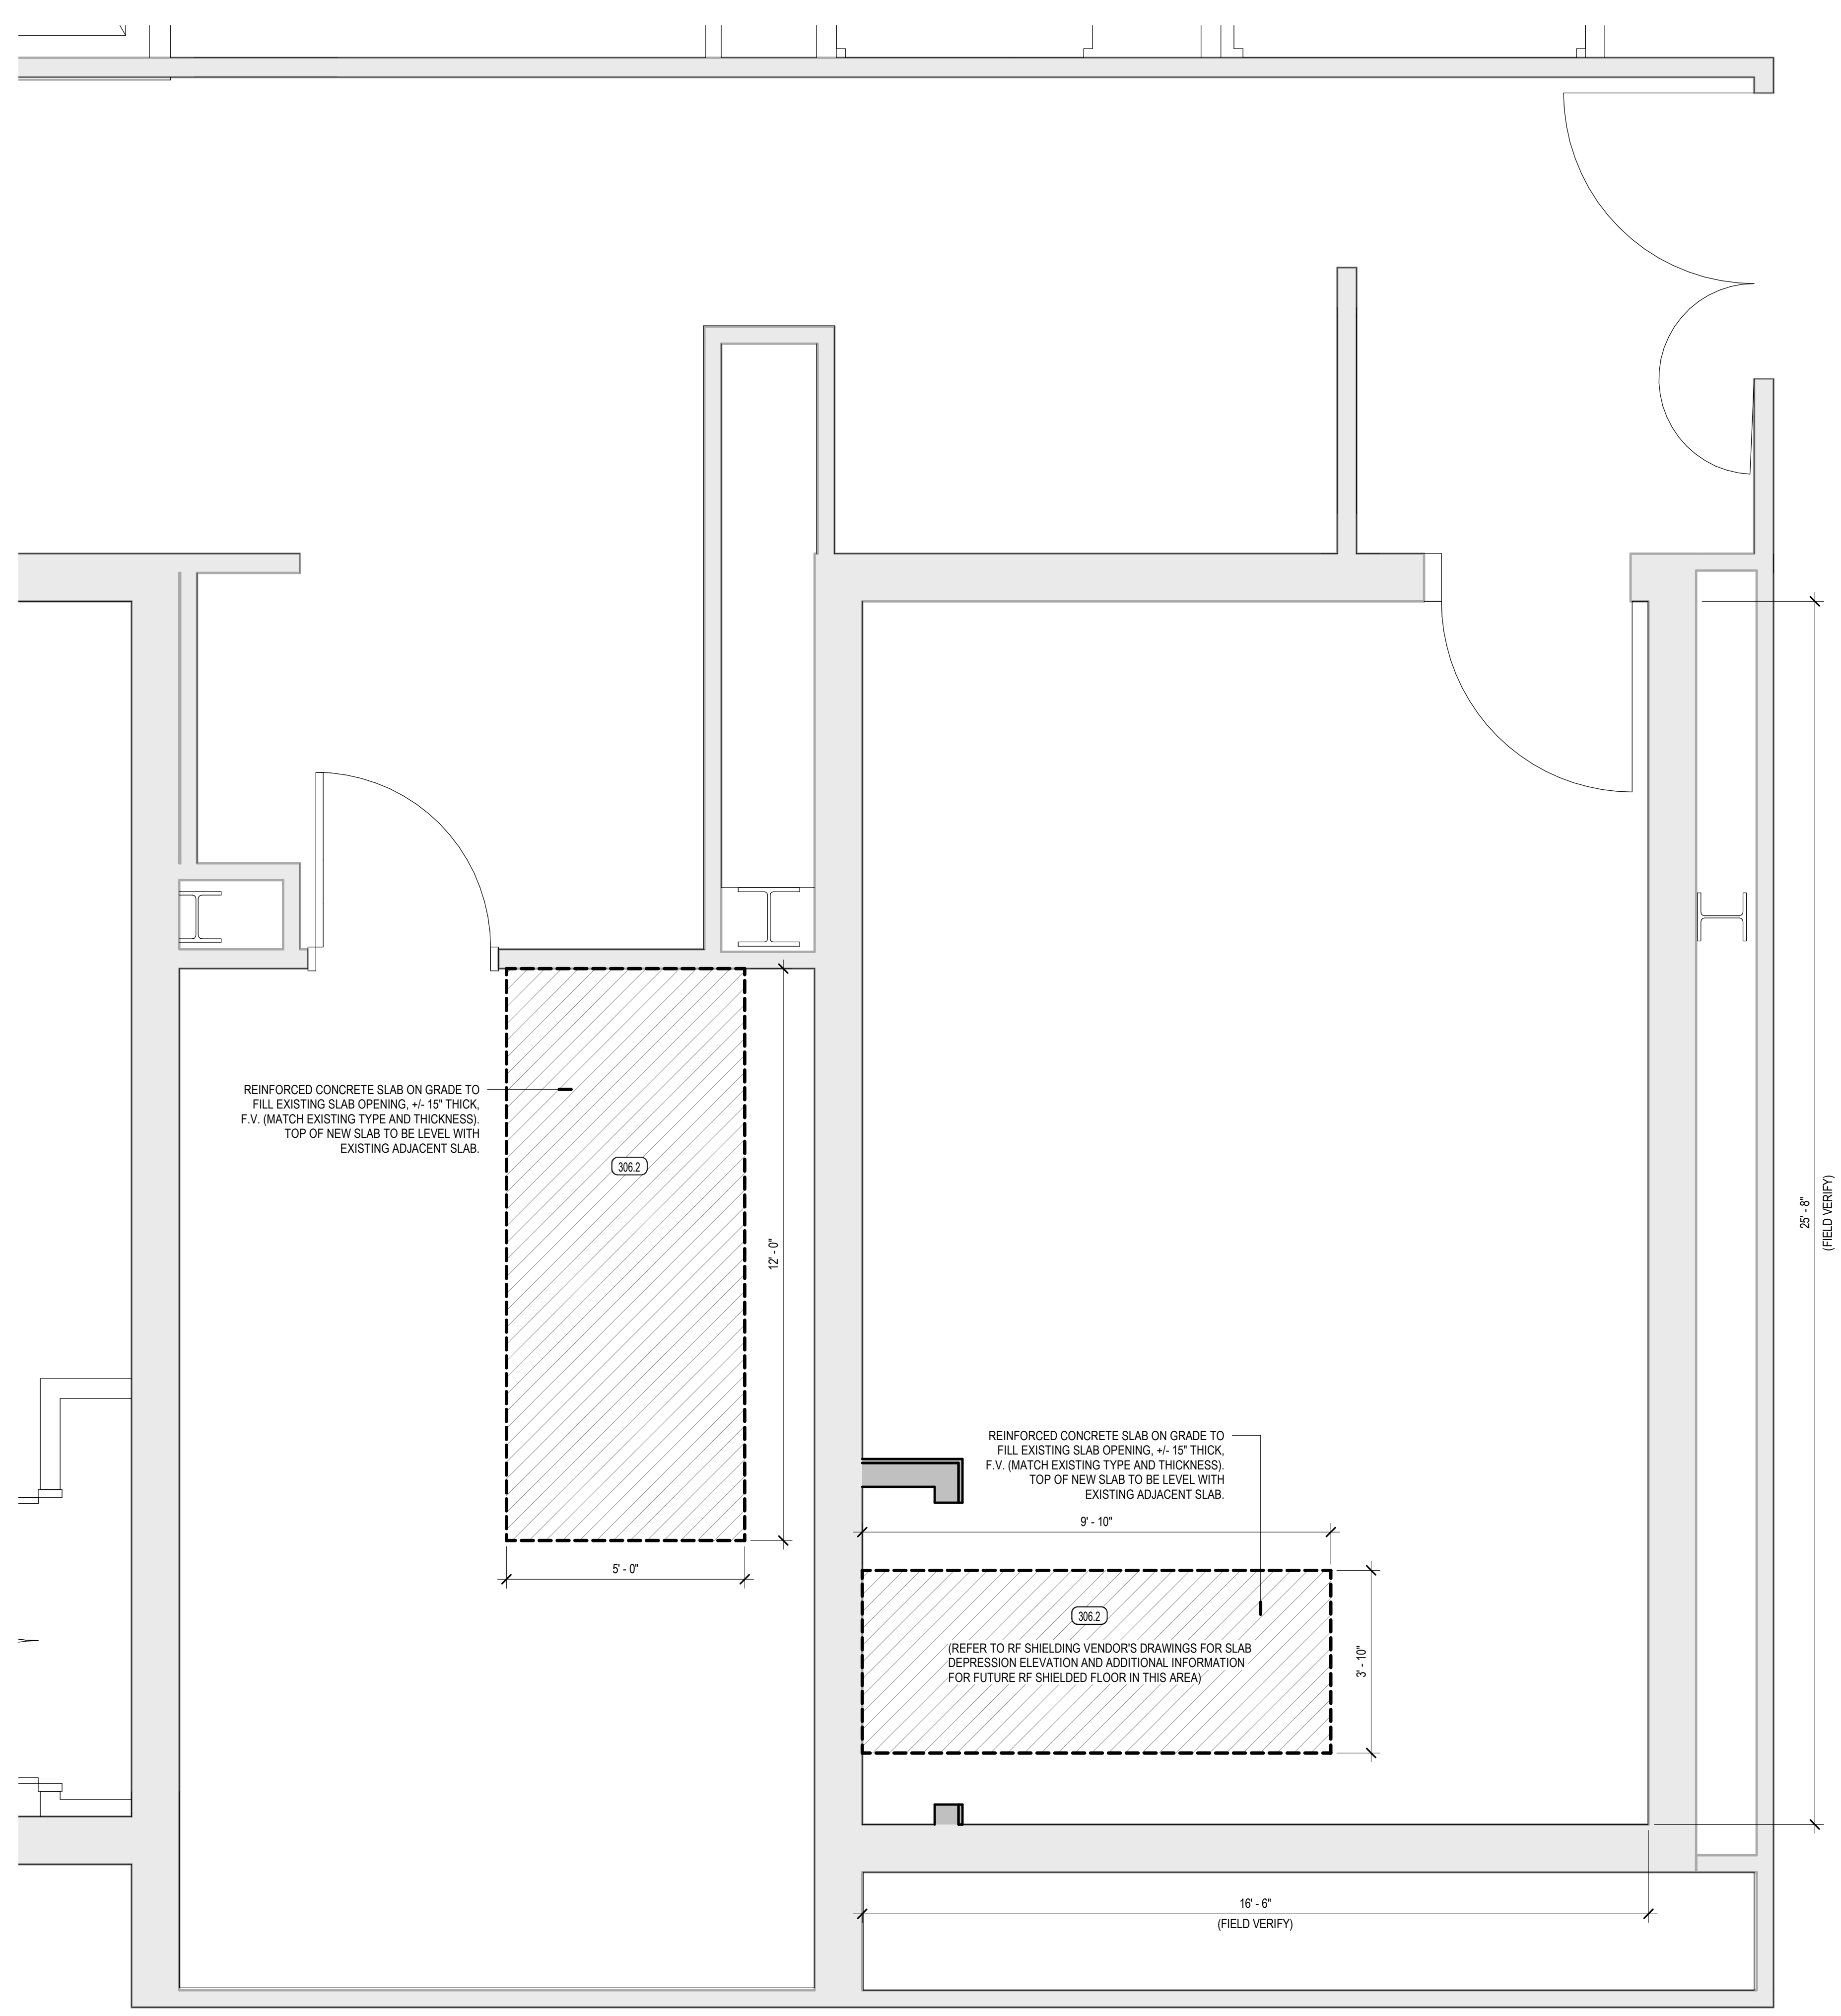 REINFORCED CONCRETE SLAB ON GRADE TO
FILL EXISTING SLAB OPENING, +/- 15" THICK,
F.V. (MATCH EXISTING TYPE AND THICKNESS).
TOP OF NEW SLAB TO BE LEVEL WITH
EXISTING ADJACENT SLAB.
306.2
12' - 0"
5' - 0"
25' - 8"
(FIELD VERIFY)
REINFORCED CONCRETE SLAB ON GRADE TO
FILL EXISTING SLAB OPENING, +/- 15" THICK,
F.V. (MATCH EXISTING TYPE AND THICKNESS).
TOP OF NEW SLAB TO BE LEVEL WITH
EXISTING ADJACENT SLAB.
9' - 10"
306.2
(REFER TO RF SHIELDING VENDOR'S DRAWINGS FOR SLAB
DEPRESSION ELEVATION AND ADDITIONAL INFORMATION
FOR FUTURE RF SHIELDED FLOOR IN THIS AREA)
3' - 10"
16' - 6"
(FIELD VERIFY)